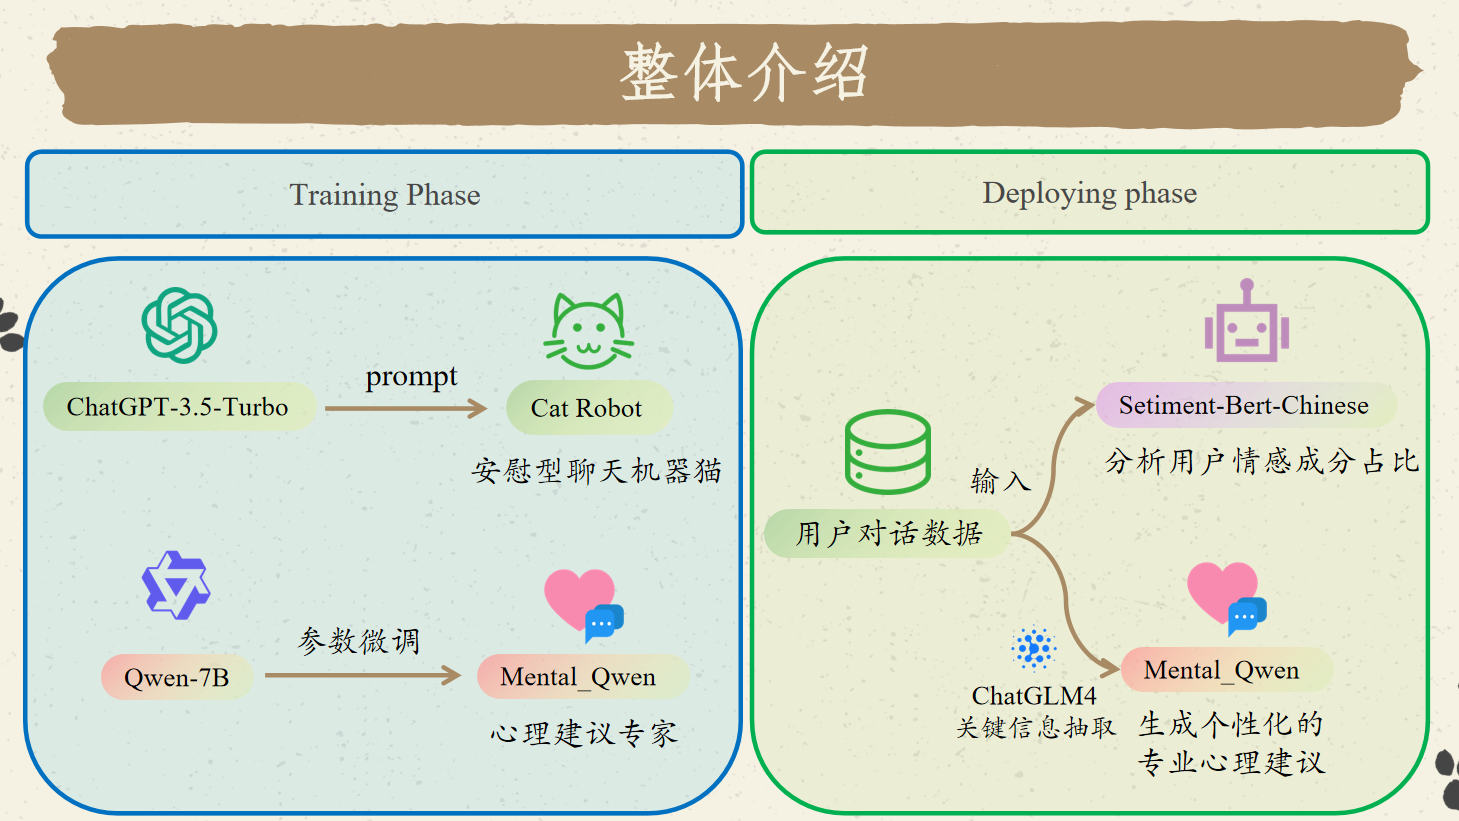 整体介绍
Training Phase
Deploying phase
ChatGPT-3.5-Turbo
prompt
Cat Robot
安慰型聊天机器猫
Qwen-7B
参数微调
Mental_Qwen
心理建议专家
用户对话数据
输入
Setiment-Bert-Chinese
分析用户情感成分占比
ChatGLM4
关键信息抽取
Mental_Qwen
生成个性化的
专业心理建议